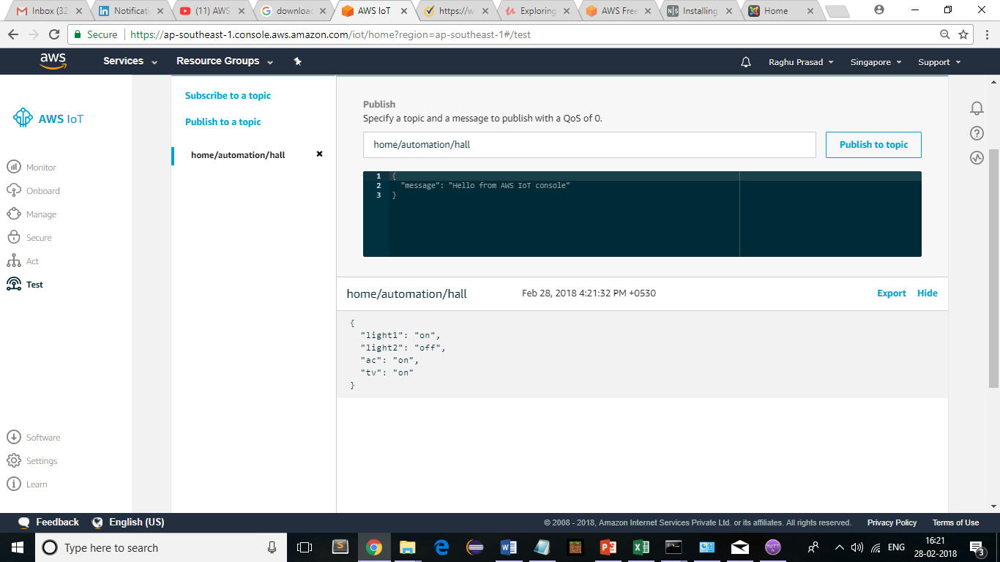 Inbox (32
Notificati
(11) AWS
downloac
AWS IoT
https://w
Exploring
AWS Free
Installing
Home
Secure
https://ap-southeast-1.console.aws.amazon.com/iot/home?region=ap-southeast-1#/test
aws
Services
Resource Groups
Raghu Prasad
Singapore
Support
AWS IoT
Monitor
Onboard
Manage
Secure
Act
Test
Software
Settings
Learn
Subscribe to a topic
Publish to a topic
home/automation/hall
Publish
Specify a topic and a message to publish with a QoS of 0.
home/automation/hall
Publish to topic
1 {
2 "message": "Hello from AWS IoT console"
3 }
home/automation/hall
Feb 28, 2018 4:21:32 PM +0530
Export
Hide
{
"light1": "on",
"light2": "off",
"ac": "on",
"tv": "on"
}
Feedback
English (US)
© 2008 - 2018, Amazon Internet Services Private Ltd. or its affiliates. All rights reserved.
Privacy Policy
Terms of Use
Type here to search
ENG
16:21
28-02-2018
3